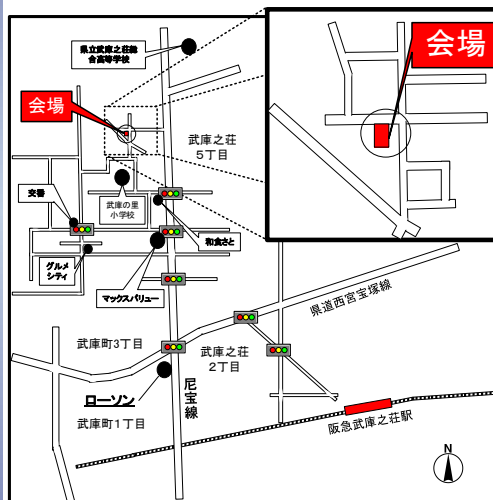 県立武庫之荘総
合高等学校
会場
会場
武庫之荘
5丁目
交番
武庫の里
小学校
和食さと
グルメ
シティ
マックスバリュー
県道西宮宝塚線
武庫町3丁目
武庫之荘
2丁目
ローソン
尼宝線
武庫町1丁目
阪急武庫之荘駅
N